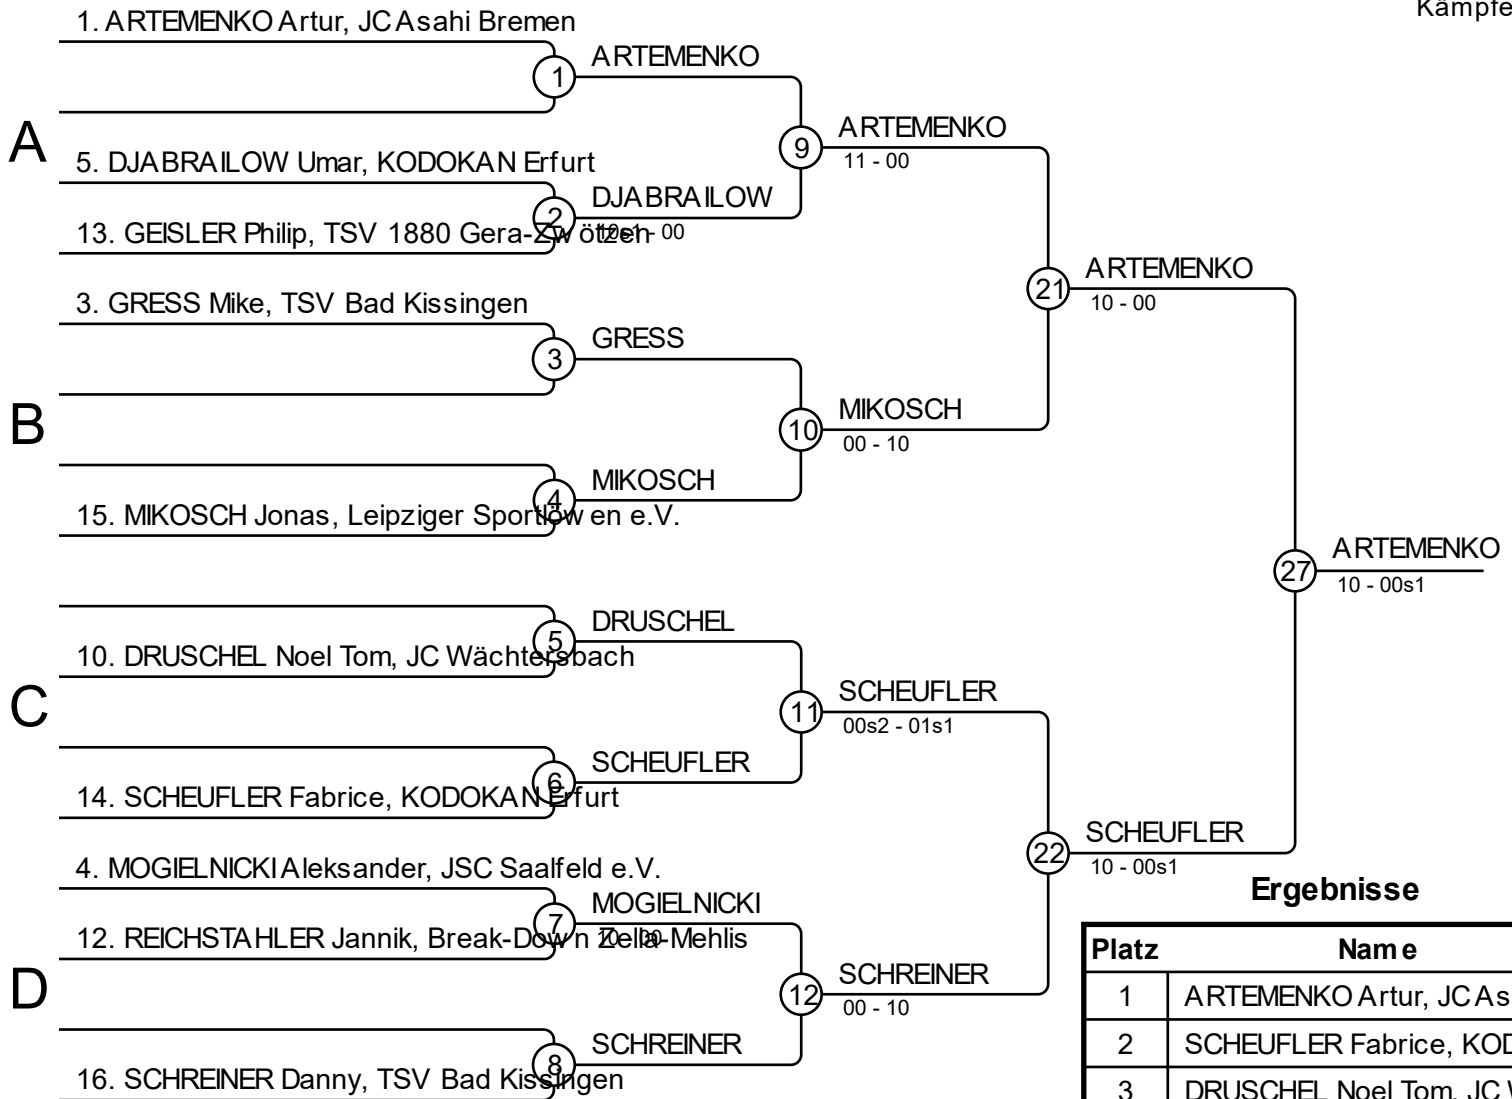 Kämpfe
1. ARTEMENKO Artur, JC Asahi Bremen
ARTEMENKO
1
A
ARTEMENKO
9
11 - 00
5. DJABRAILOW Umar, KODOKAN Erfurt
DJABRAILOW
2
13. GEISLER Philip, TSV 1880 Gera-Zwötzen
10s1 - 00
ARTEMENKO
21
10 - 00
3. GRESS Mike, TSV Bad Kissingen
GRESS
3
B
MIKOSCH
10
00 - 10
MIKOSCH
4
15. MIKOSCH Jonas, Leipziger Sportlöwen e.V.
ARTEMENKO
27
10 - 00s1
DRUSCHEL
5
10. DRUSCHEL Noel Tom, JC Wächtersbach
C
SCHEUFLER
11
00s2 - 01s1
SCHEUFLER
6
14. SCHEUFLER Fabrice, KODOKAN Erfurt
SCHEUFLER
22
10 - 00s1
4. MOGIELNICKI Aleksander, JSC Saalfeld e.V.
MOGIELNICKI
7
12. REICHSTAHLER Jannik, Break-Down Zella-Mehlis
10 - 00
D
SCHREINER
12
00 - 10
SCHREINER
8
16. SCHREINER Danny, TSV Bad Kissingen
Ergebnisse
Platz Name
1 ARTEMENKO Artur, JC As
2 SCHEUFLER Fabrice, KOD
3 DRUSCHEL Noel Tom, JC W